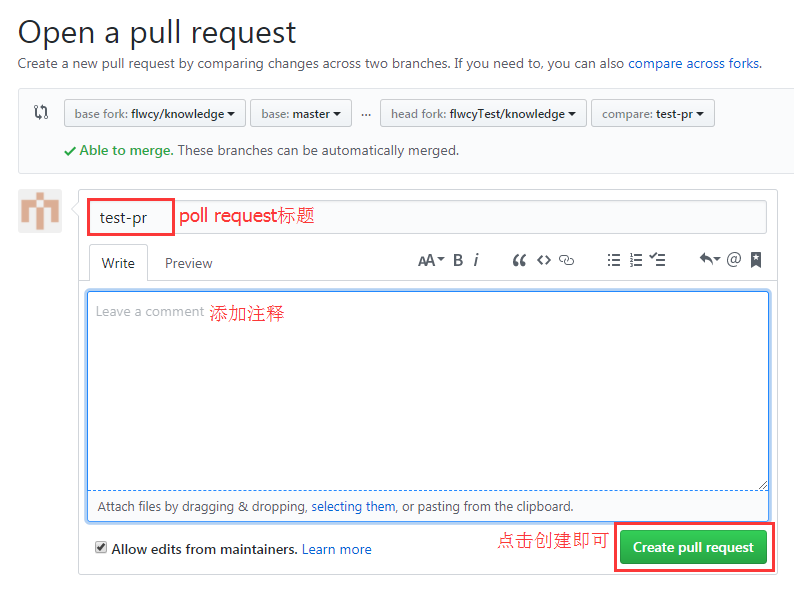 Open a pull request
Create a new pull request by comparing changes across two branches. If you need to, you can also compare across forks.
base fork: flwcy/knowledge base: master ... head fork: flwcyTest/knowledge compare: test-pr
Able to merge. These branches can be automatically merged.
test-pr poll request标题
Write Preview AA B i
Leave a comment 添加注释
Attach files by dragging & dropping, selecting them, or pasting from the clipboard.
点击创建即可
Allow edits from maintainers. Learn more Create pull request